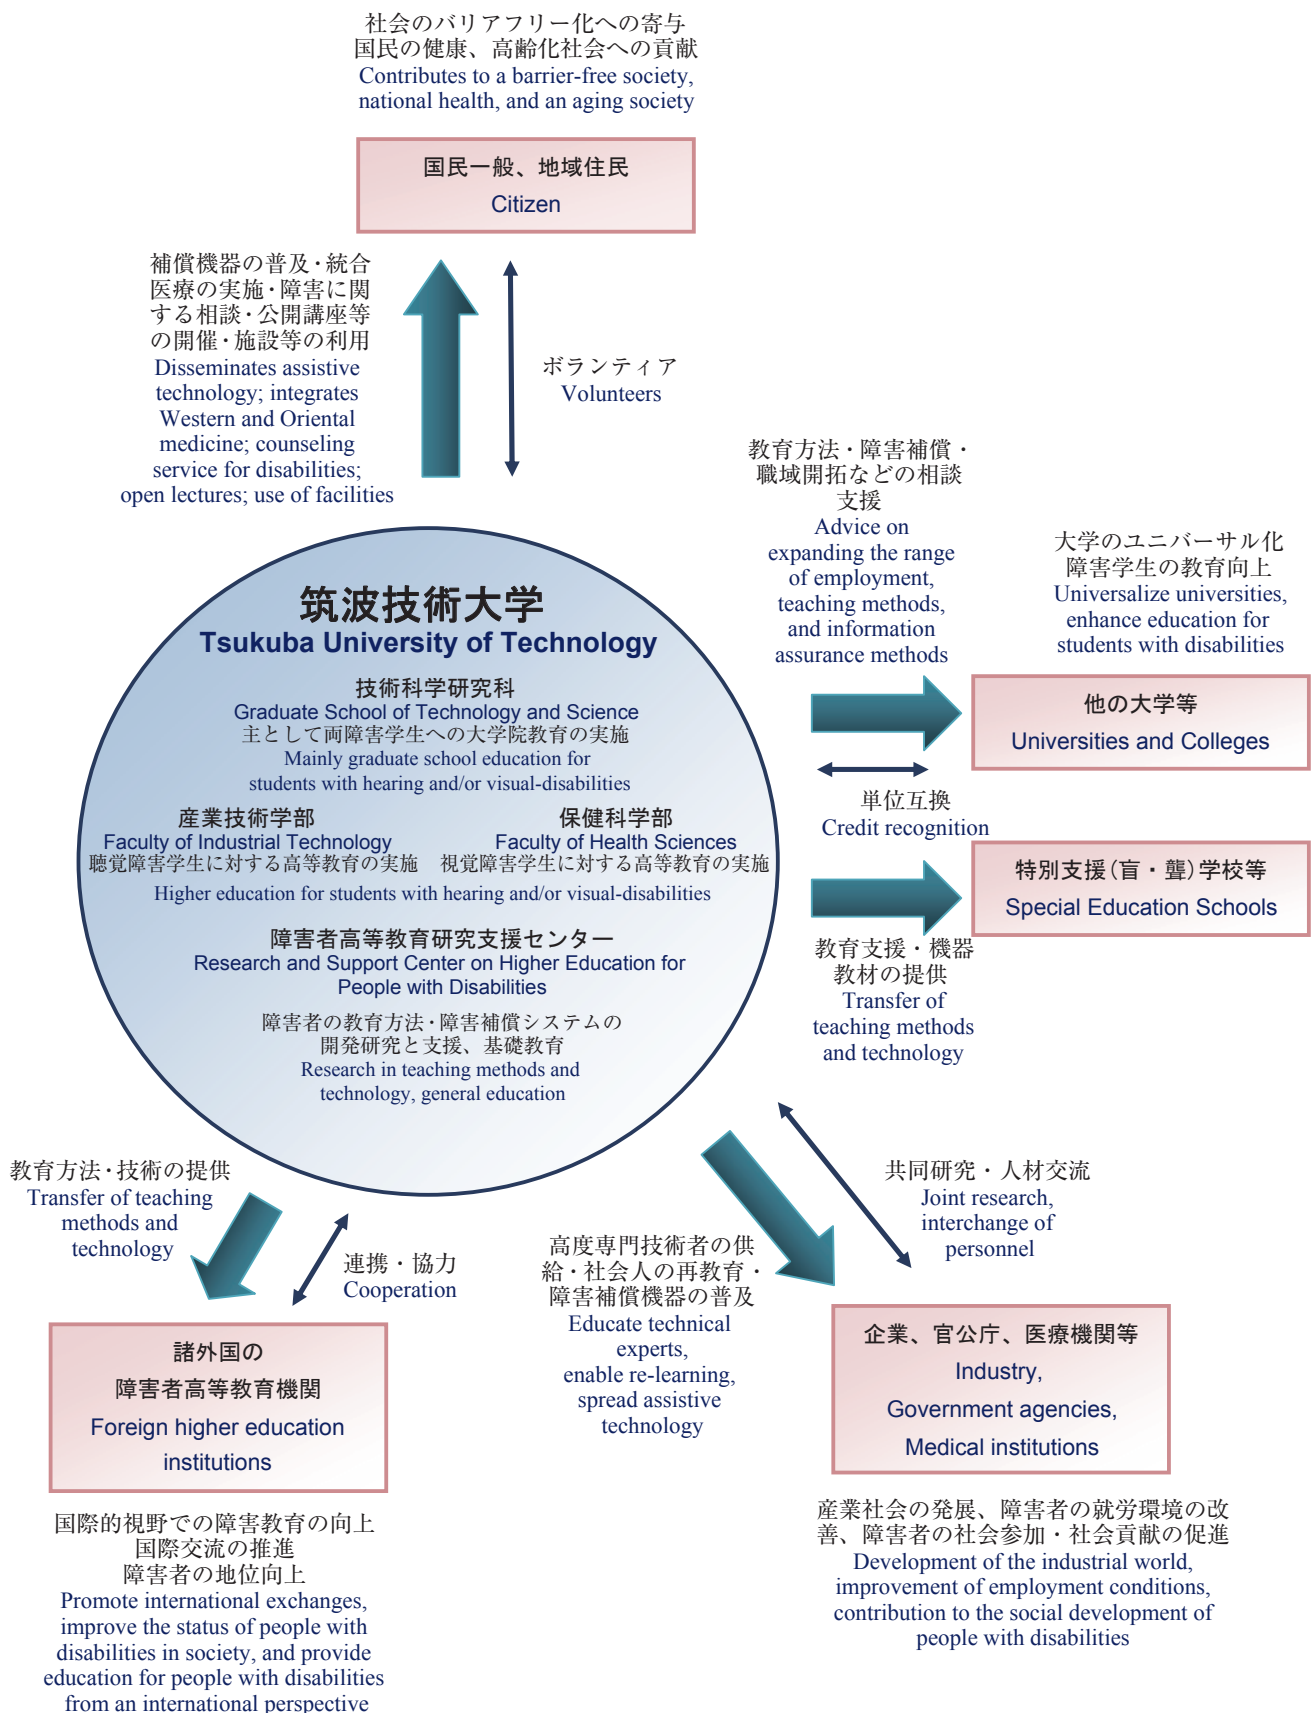 社会のバリアフリー化への寄与
国民の健康、高齢化社会への貢献
Contributes to a barrier-free society,
national health, and an aging society
国民一般、地域住民
Citizen
補償機器の普及・統合
医療の実施・障害に関
する相談・公開講座等
の開催・施設等の利用
Disseminates assistive
technology; integrates
Western and Oriental
medicine; counseling
service for disabilities;
open lectures; use of facilities
ボランティア
Volunteers
教育方法・障害補償・
職域開拓などの相談
支援
Advice on
expanding the range
of employment,
teaching methods,
and information
assurance methods
大学のユニバーサル化
障害学生の教育向上
Universalize universities,
enhance education for
students with disabilities
他の大学等
Universities and Colleges
単位互換
Credit recognition
特別支援(盲・聾)学校等
Special Education Schools
教育支援・機器
教材の提供
Transfer of
teaching methods
and technology
筑波技術大学
Tsukuba University of Technology
技術科学研究科
Graduate School of Technology and Science
主として両障害学生への大学院教育の実施
Mainly graduate school education for
students with hearing and/or visual-disabilities
産業技術学部
Faculty of Industrial Technology
聴覚障害学生に対する高等教育の実施
保健科学部
Faculty of Health Sciences
視覚障害学生に対する高等教育の実施
Higher education for students with hearing and/or visual-disabilities
障害者高等教育研究支援センター
Research and Support Center on Higher Education for
People with Disabilities
障害者の教育方法・障害補償システムの
開発研究と支援、基礎教育
Research in teaching methods and
technology, general education
教育方法・技術の提供
Transfer of teaching
methods and
technology
連携・協力
Cooperation
諸外国の
障害者高等教育機関
Foreign higher education
institutions
国際的視野での障害教育の向上
国際交流の推進
障害者の地位向上
Promote international exchanges,
improve the status of people with
disabilities in society, and provide
education for people with disabilities
from an international perspective
高度専門技術者の供
給・社会人の再教育・
障害補償機器の普及
Educate technical
experts,
enable re-learning,
spread assistive
technology
共同研究・人材交流
Joint research,
interchange of
personnel
企業、官公庁、医療機関等
Industry,
Government agencies,
Medical institutions
産業社会の発展、障害者の就労環境の改
善、障害者の社会参加・社会貢献の促進
Development of the industrial world,
improvement of employment conditions,
contribution to the social development of
people with disabilities